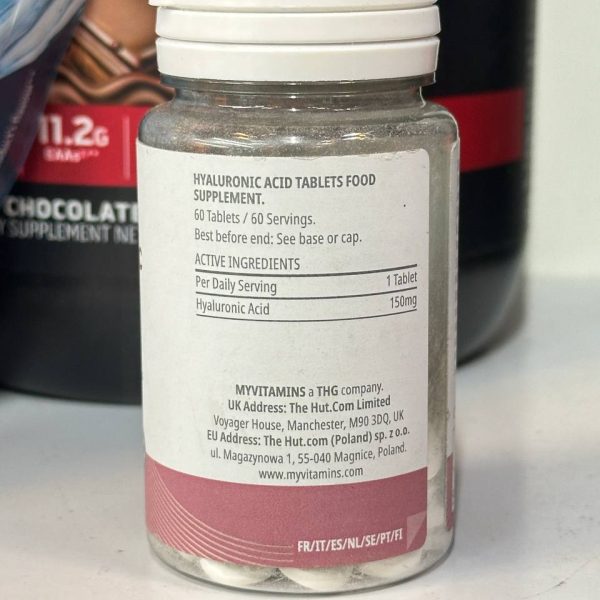 11.2G
EAAs
CHOCOLATE
Y SUPPLEMENT NE
HYALURONIC ACID TABLETS FOOD
SUPPLEMENT.
60 Tablets / 60 Servings.
Best before end: See base or cap.
ACTIVE INGREDIENTS
Per Daily Serving 1 Tablet
Hyaluronic Acid 150mg
MYVITAMINS a THG company.
UK Address: The Hut.Com Limited
Voyager House, Manchester, M90 3DQ, UK
EU Address: The Hut.com (Poland) sp. z o.o.
ul. Magazynowa 1, 55-040 Magnice, Poland.
www.myvitamins.com
FR/IT/ES/NL/SE/PT/FI